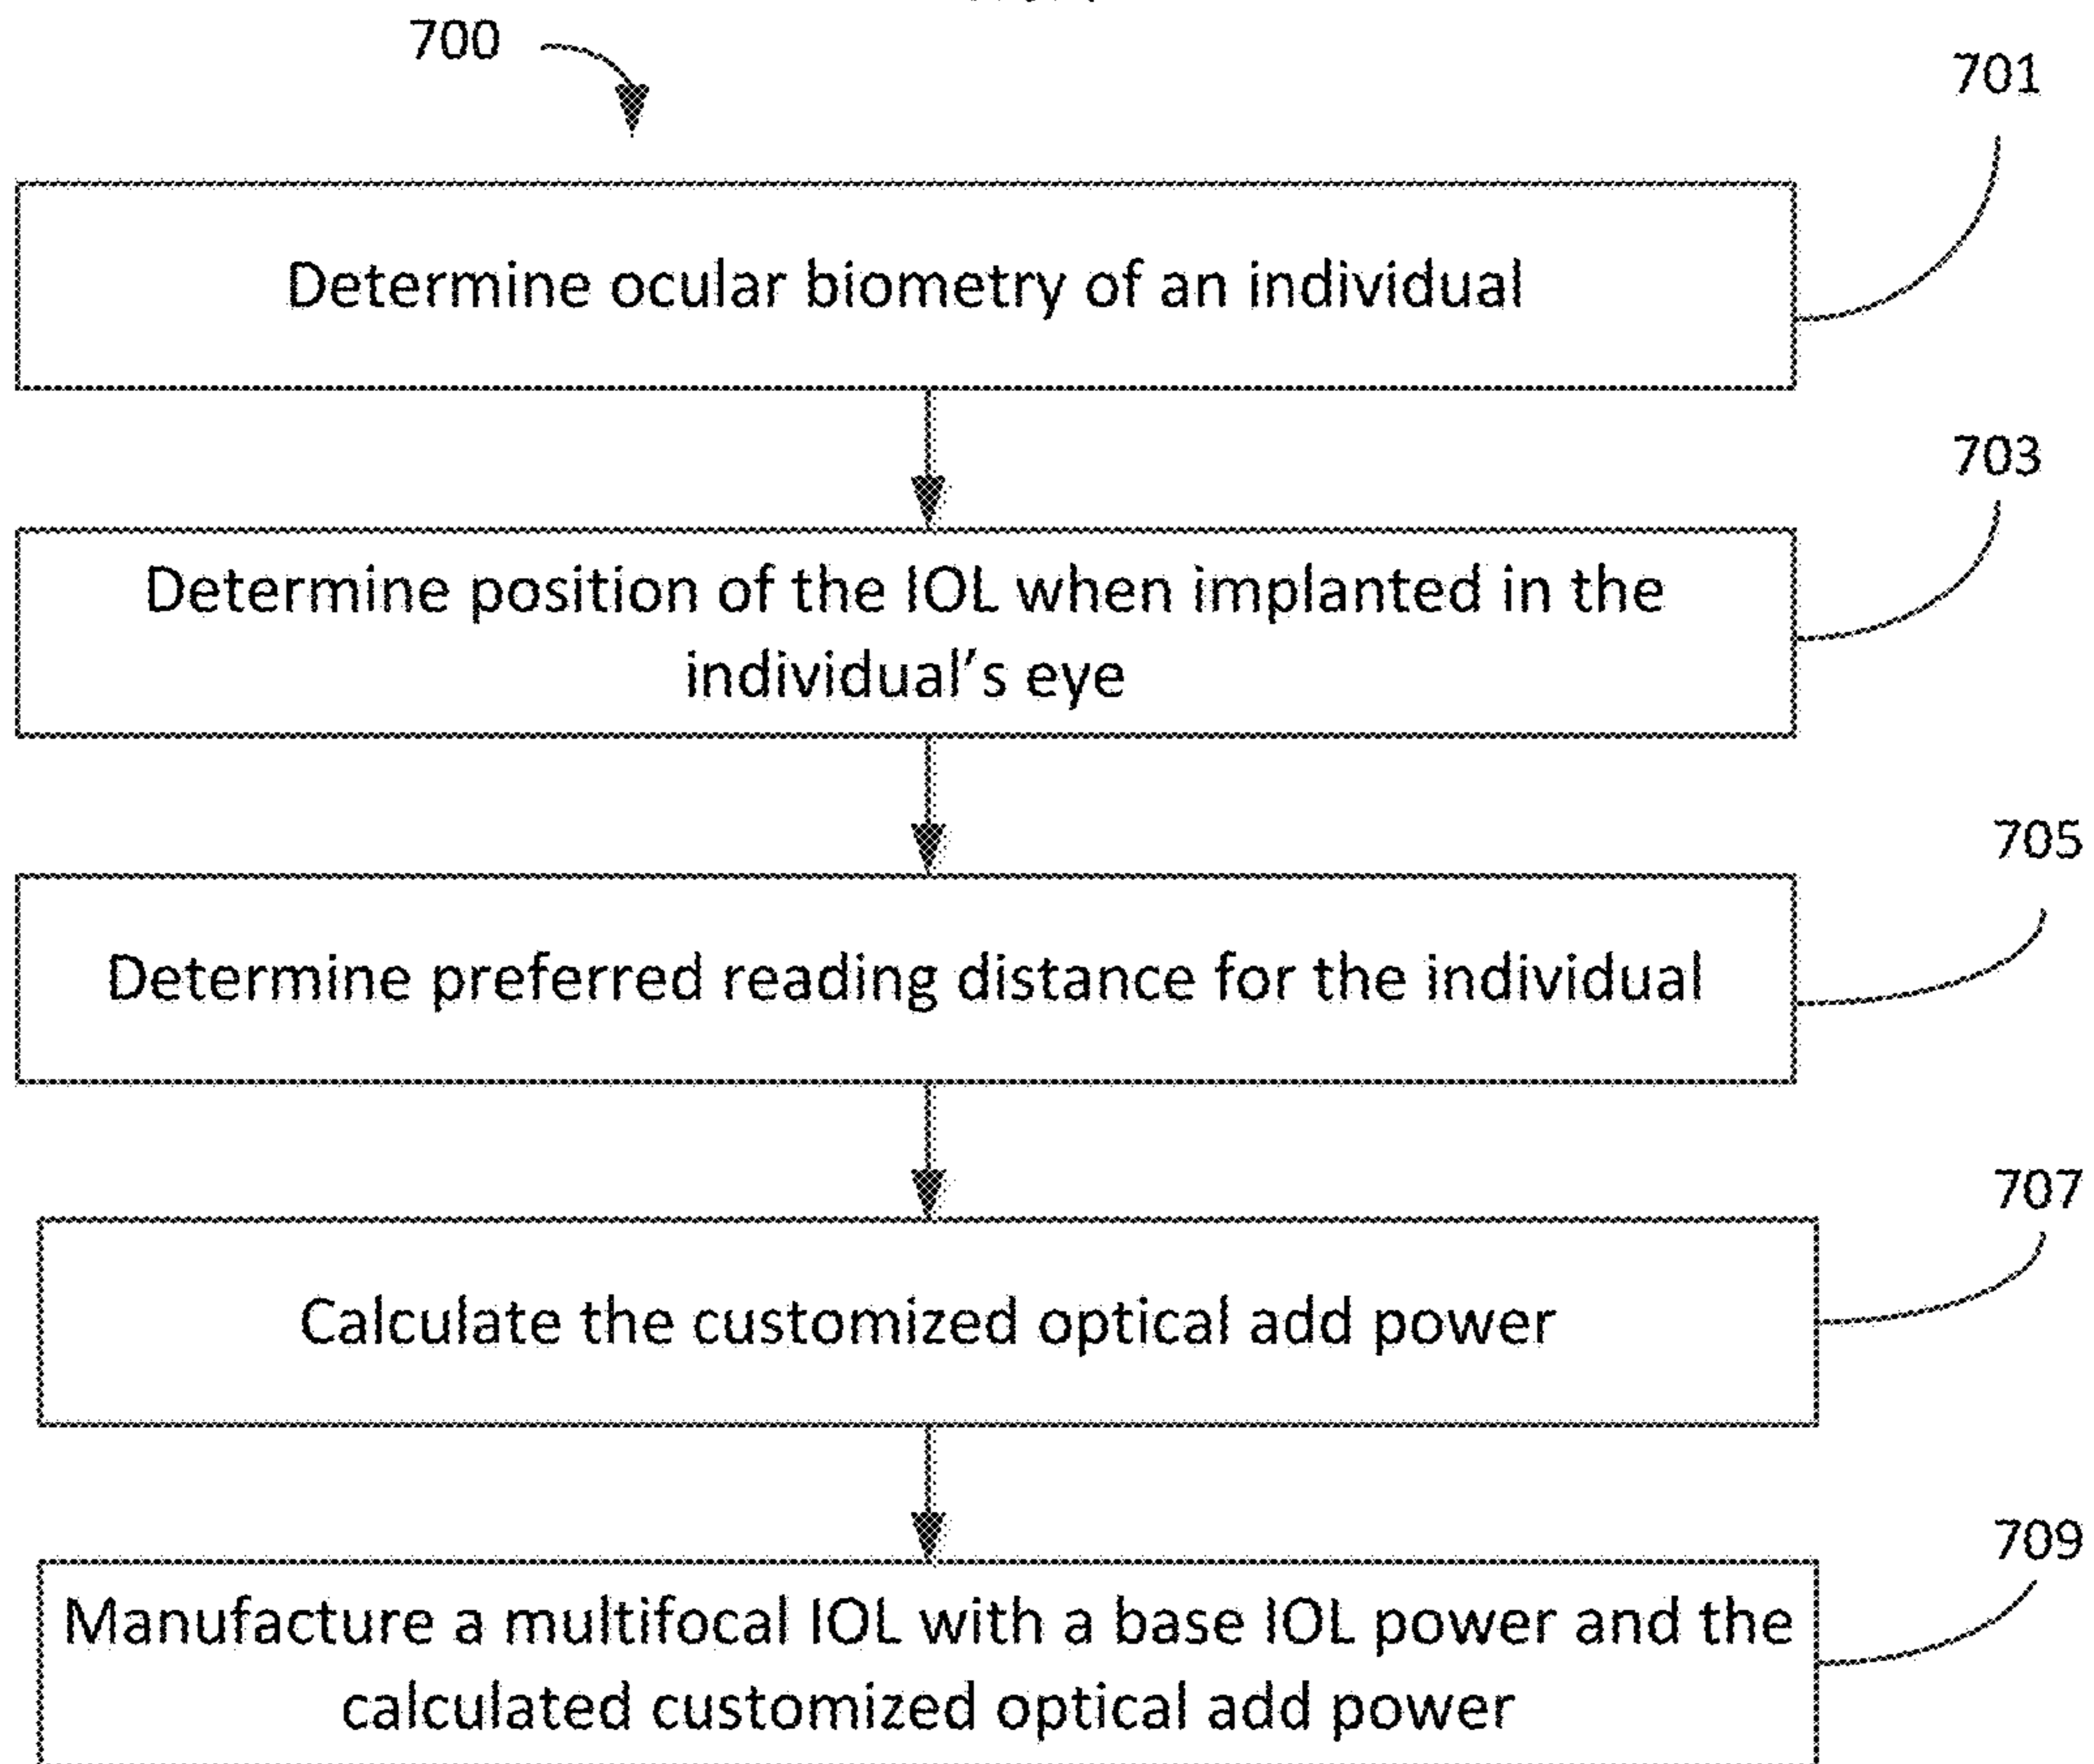 700
701
Determine ocular biometry of an individual
703
Determine position of the IOL when implanted in the
individual's eye
705
Determine preferred reading distance for the individual
707
Calculate the customized optical add power
709
Manufacture a multifocal IOL with a base IOL power and the
calculated customized optical add power